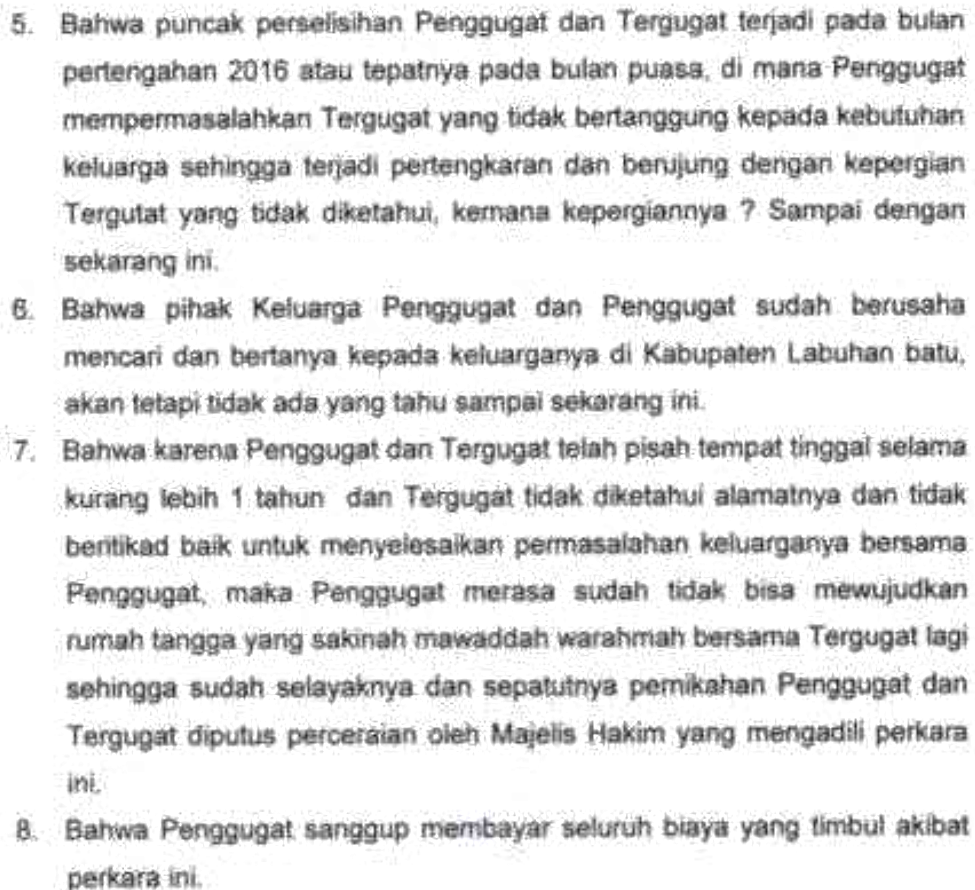 5. Bahwa puncak perselisihan Penggugat dan Tergugat terjadi pada bulan
pertengahan 2016 atau tepatnya pada bulan puasa, di mana Penggugat
mempermasalahkan Tergugat yang tidak bertanggung kepada kebutuhan
keluarga sehingga terjadi pertengkaran dan berujung dengan kepergian
Tergutat yang tidak diketahui, kemana kepergiannya ? Sampai dengan
sekarang ini.
6. Bahwa pihak Keluarga Penggugat dan Penggugat sudah berusaha
mencari dan bertanya kepada keluarganya di Kabupaten Labuhan batu,
akan tetapi tidak ada yang tahu sampai sekarang ini.
7. Bahwa karena Penggugat dan Tergugat telah pisah tempat tinggal selama
kurang lebih 1 tahun dan Tergugat tidak diketahui alamatnya dan tidak
beritikad baik untuk menyelesaikan permasalahan keluarganya bersama
Penggugat, maka Penggugat merasa sudah tidak bisa mewujudkan
rumah tangga yang sakinah mawaddah warahmah bersama Tergugat lagi
sehingga sudah selayaknya dan sepatutnya pernikahan Penggugat dan
Tergugat diputus perceraian oleh Majelis Hakim yang mengadili perkara
ini.
8. Bahwa Penggugat sanggup membayar seluruh biaya yang timbul akibat
perkara ini.